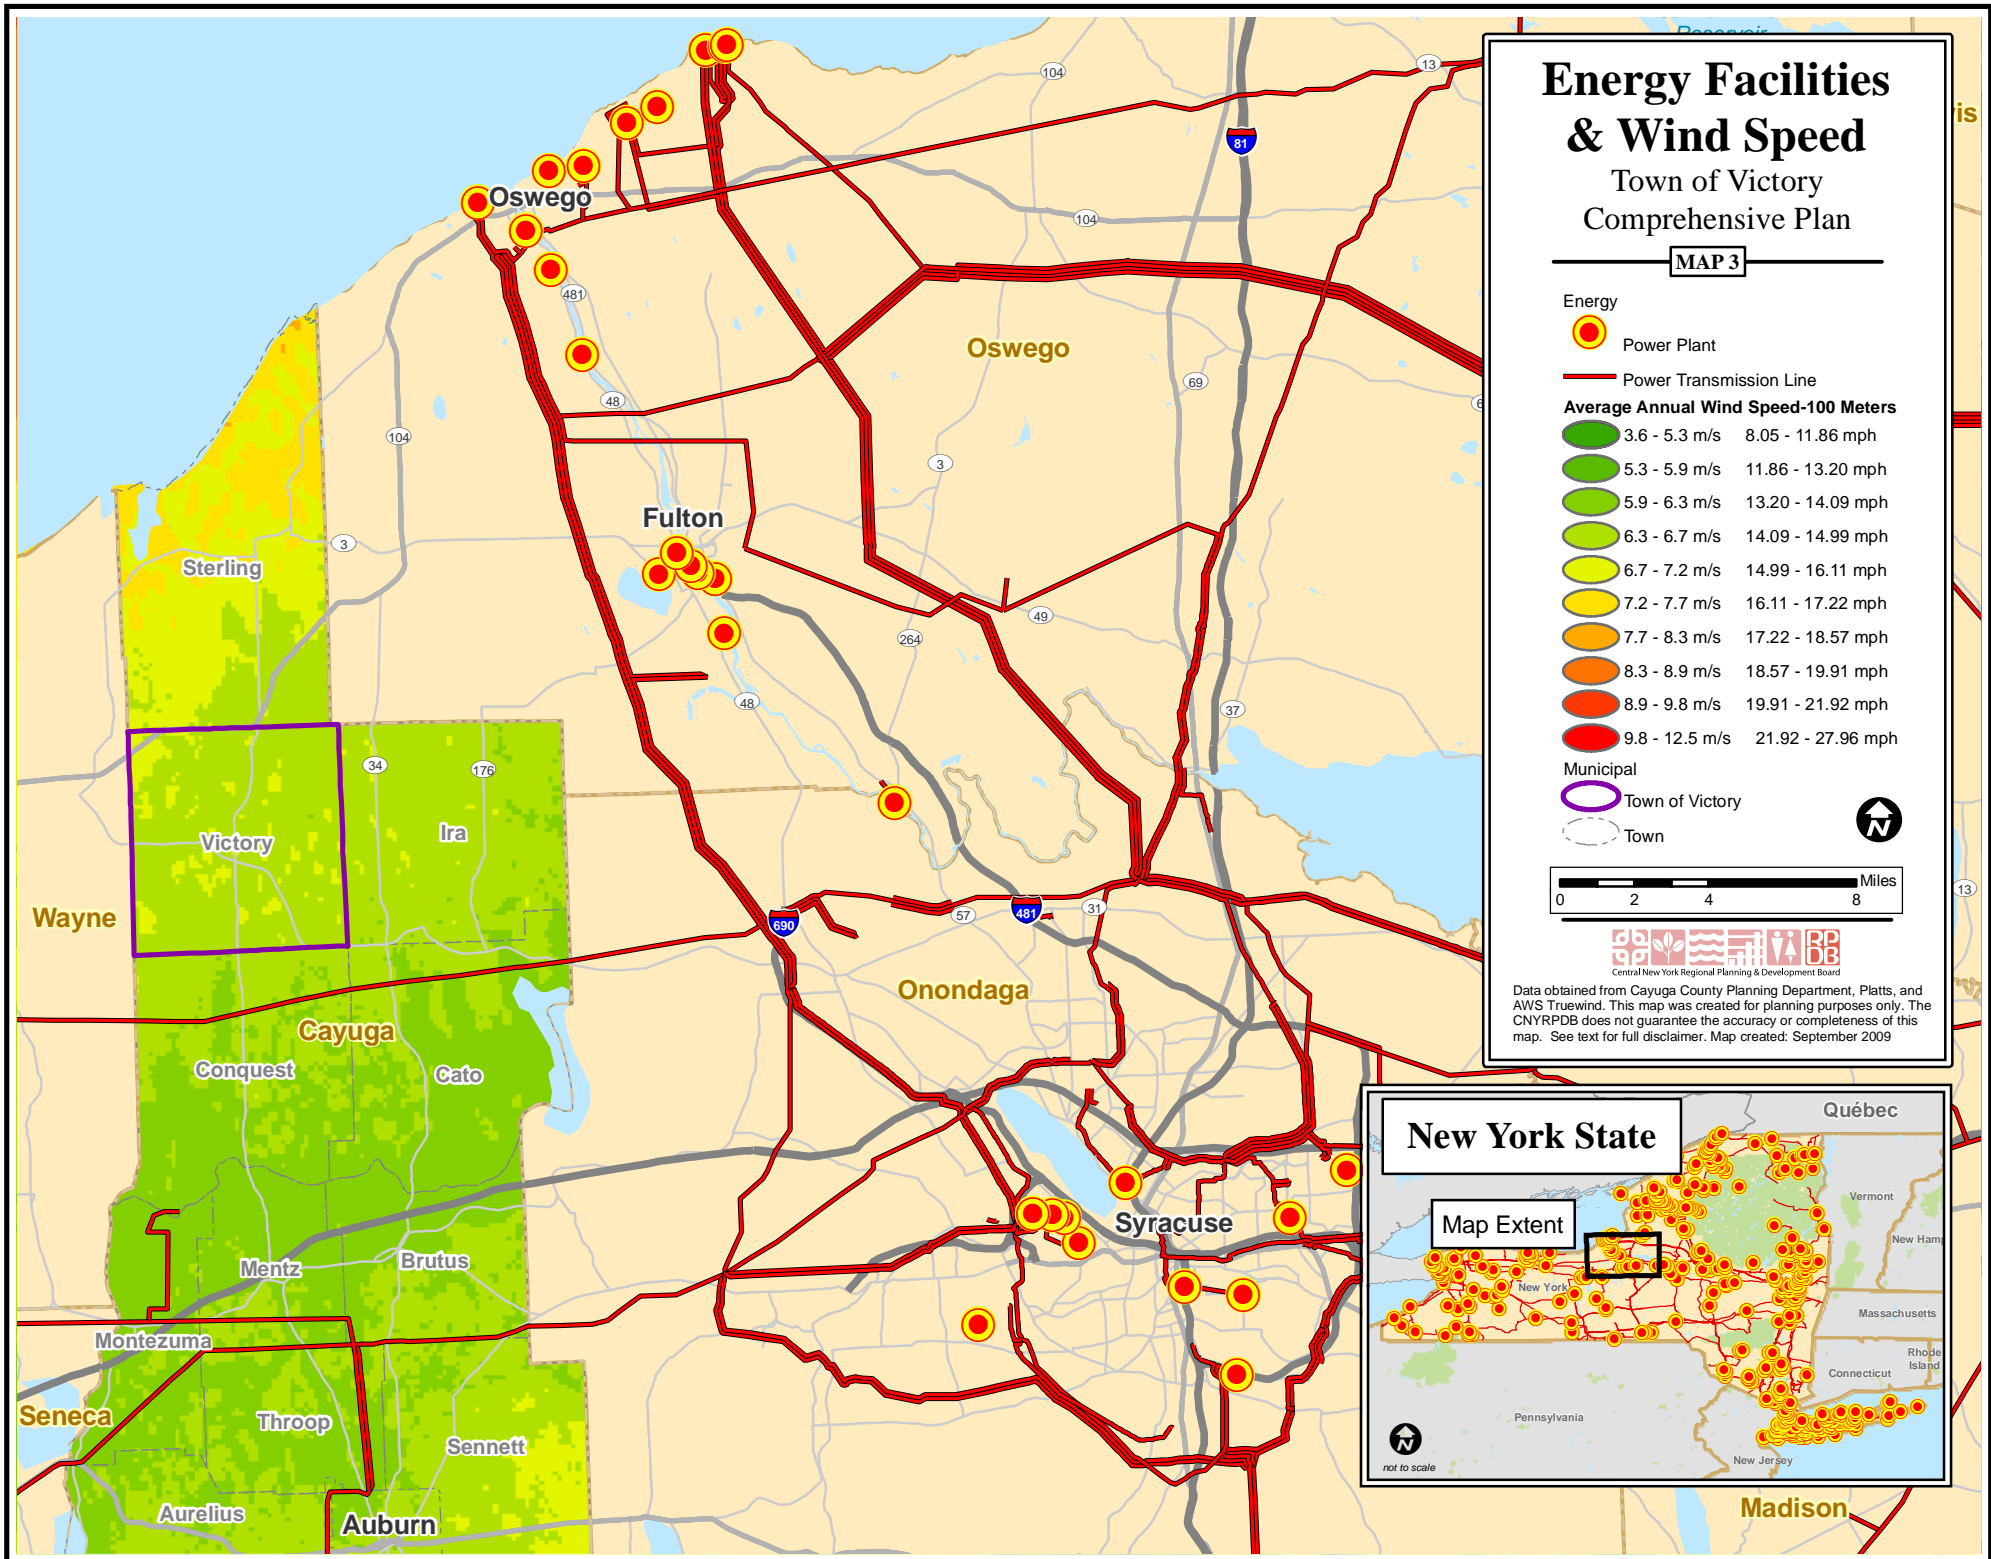 Energy Facilities
& Wind Speed
Town of Victory
Comprehensive Plan
MAP 3
Energy
Power Plant
Power Transmission Line
Average Annual Wind Speed-100 Meters
3.6 - 5.3 m/s 8.05 - 11.86 mph
5.3 - 5.9 m/s 11.86 - 13.20 mph
5.9 - 6.3 m/s 13.20 - 14.09 mph
6.3 - 6.7 m/s 14.09 - 14.99 mph
6.7 - 7.2 m/s 14.99 - 16.11 mph
7.2 - 7.7 m/s 16.11 - 17.22 mph
7.7 - 8.3 m/s 17.22 - 18.57 mph
8.3 - 8.9 m/s 18.57 - 19.91 mph
8.9 - 9.8 m/s 19.91 - 21.92 mph
9.8 - 12.5 m/s 21.92 - 27.96 mph
Municipal
Town of Victory
Town
N
Miles
0 2 4 8
RP
DB
Central New York Regional Planning & Development Board
Data obtained from Cayuga County Planning Department, Platts, and
AWS Truewind. This map was created for planning purposes only. The
CNYRPDB does not guarantee the accuracy or completeness of this
map. See text for full disclaimer. Map created: September 2009
New York State
Map Extent
Québec
Vermont
New Hamp
New York
Massachusetts
Rhode
Island
Connecticut
Pennsylvania
New Jersey
N
not to scale
vis
13
104
81
Oswego
104
481
Oswego
69
48
6
104
3
Fulton
3
Sterling
49
264
48
37
34
176
Ira
Victory
Wayne
13
690
57
481
31
Onondaga
Cayuga
Conquest
Cato
Syracuse
Mentz
Brutus
Montezuma
Seneca
Throop
Sennett
Aurelius
Auburn
Madison